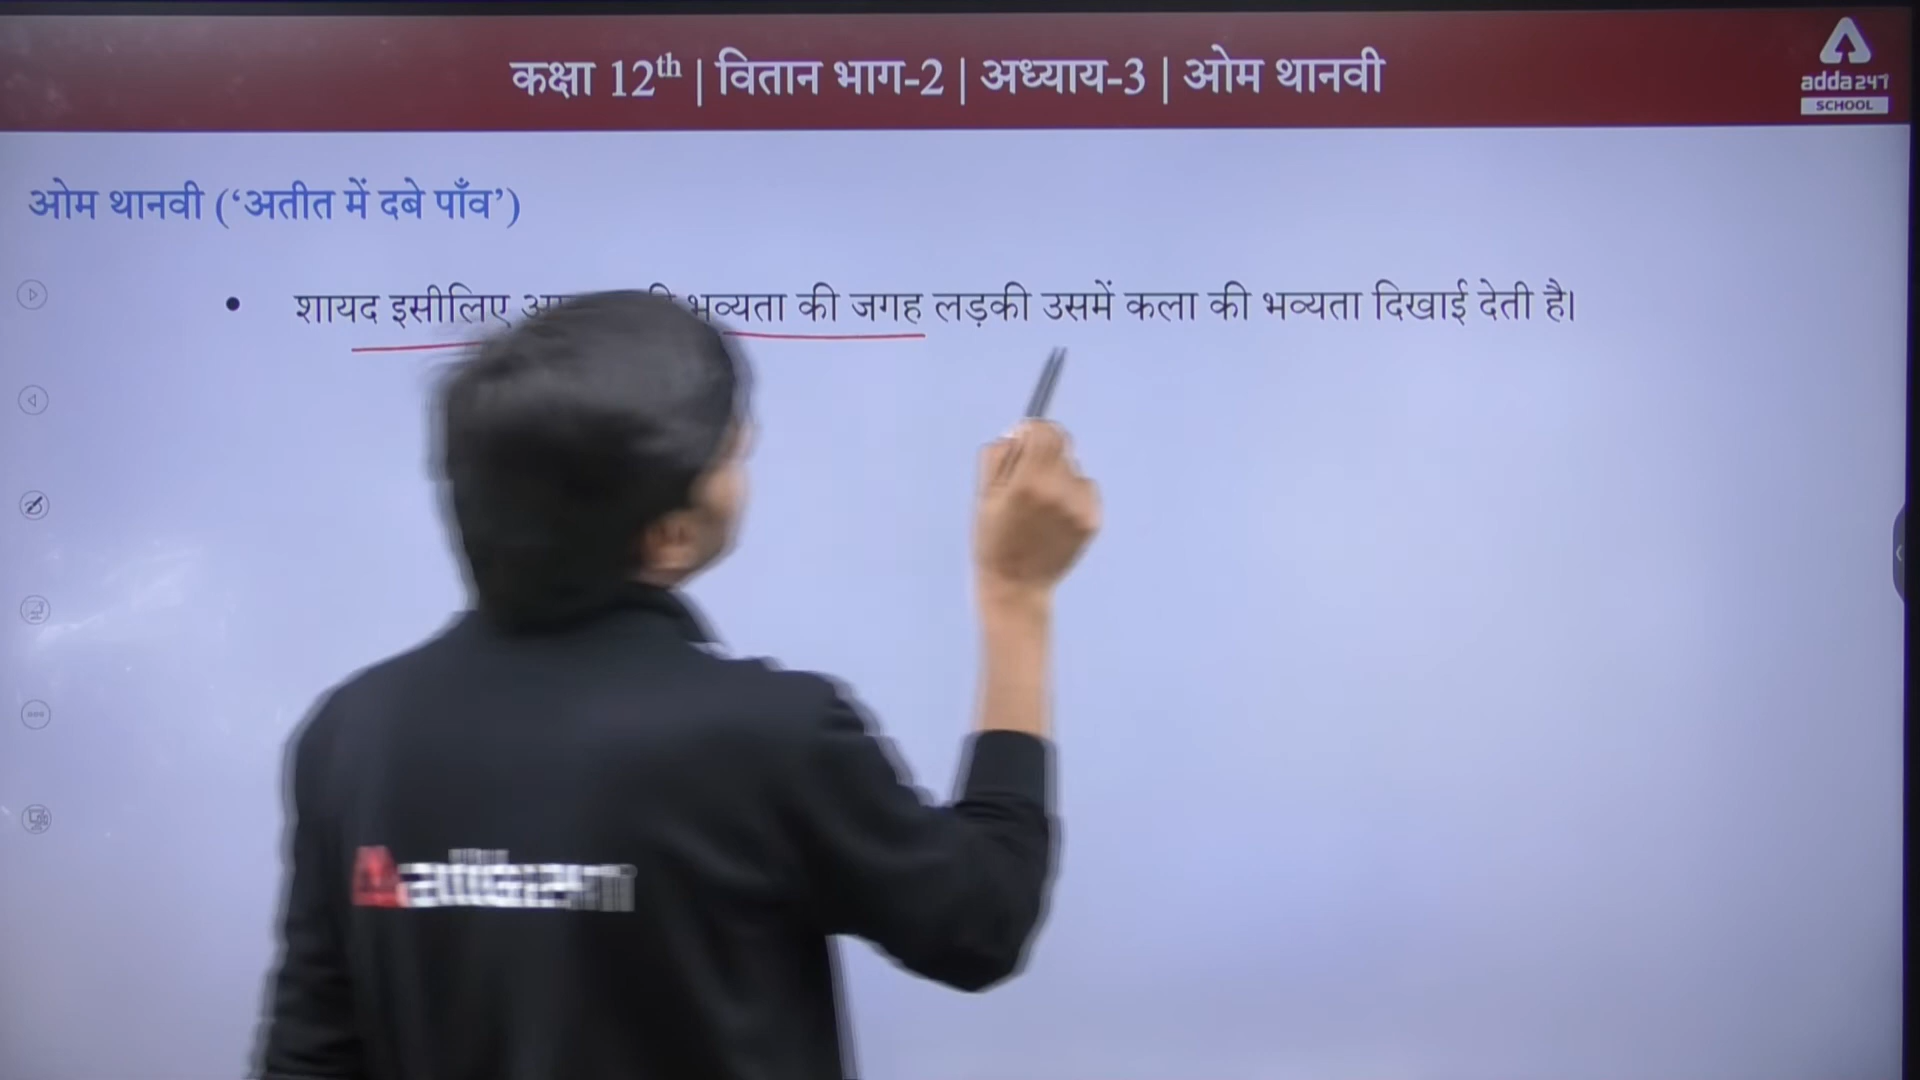 कक्षा 12th | वितान भाग-2 | अध्याय-3 | ओम थानवी
adda247
SCHOOL
ओम थानवी (‘अतीत में दबे पाँव’)
• शायद इसीलिए भव्यता की जगह लड़की उसमें कला की भव्यता दिखाई देती है।